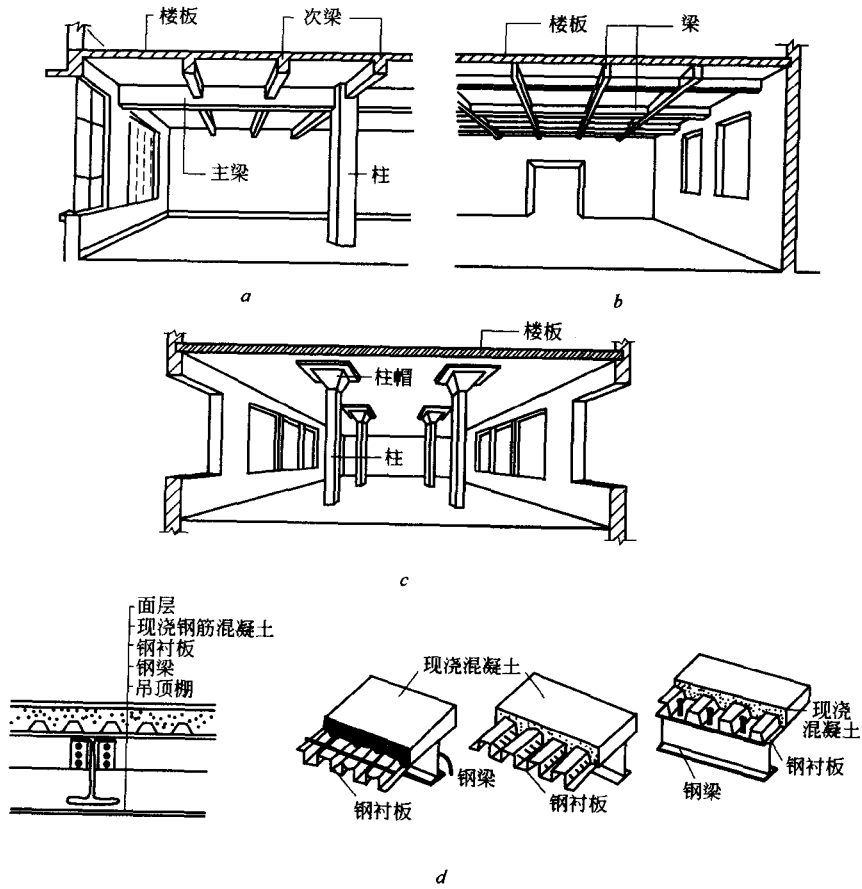 楼板
次梁
楼板
梁
主梁
柱
a
b
楼板
柱帽
柱
c
面层
现浇钢筋混凝土
钢衬板
钢梁
吊顶棚
现浇混凝土
现浇
混凝土
钢梁
钢衬板
钢衬板
钢梁
钢衬板
d